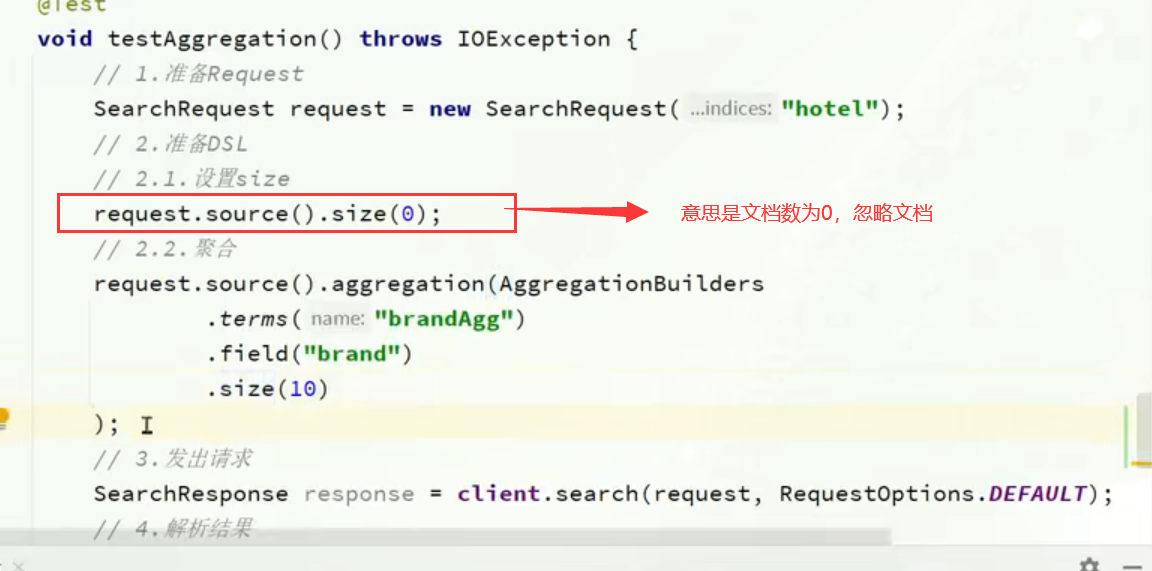 @Test
void testAggregation() throws IOException {
// 1.准备Request
SearchRequest request = new SearchRequest( ...indices: "hotel");
// 2.准备DSL
// 2.1.设置size
request.source().size(0);
意思是文档数为0，忽略文档
// 2.2.聚合
request.source().aggregation(AggregationBuilders
.terms( name: "brandAgg")
.field("brand")
.size(10)
);
// 3.发出请求
SearchResponse response = client.search(request, RequestOptions.DEFAULT);
// 4.解析结果